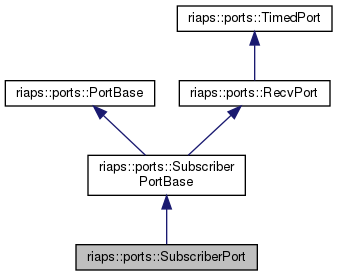 riaps::ports::TimedPort
riaps::ports::PortBase
riaps::ports::RecvPort
riaps::ports::Subscriber
PortBase
riaps::ports::SubscriberPort